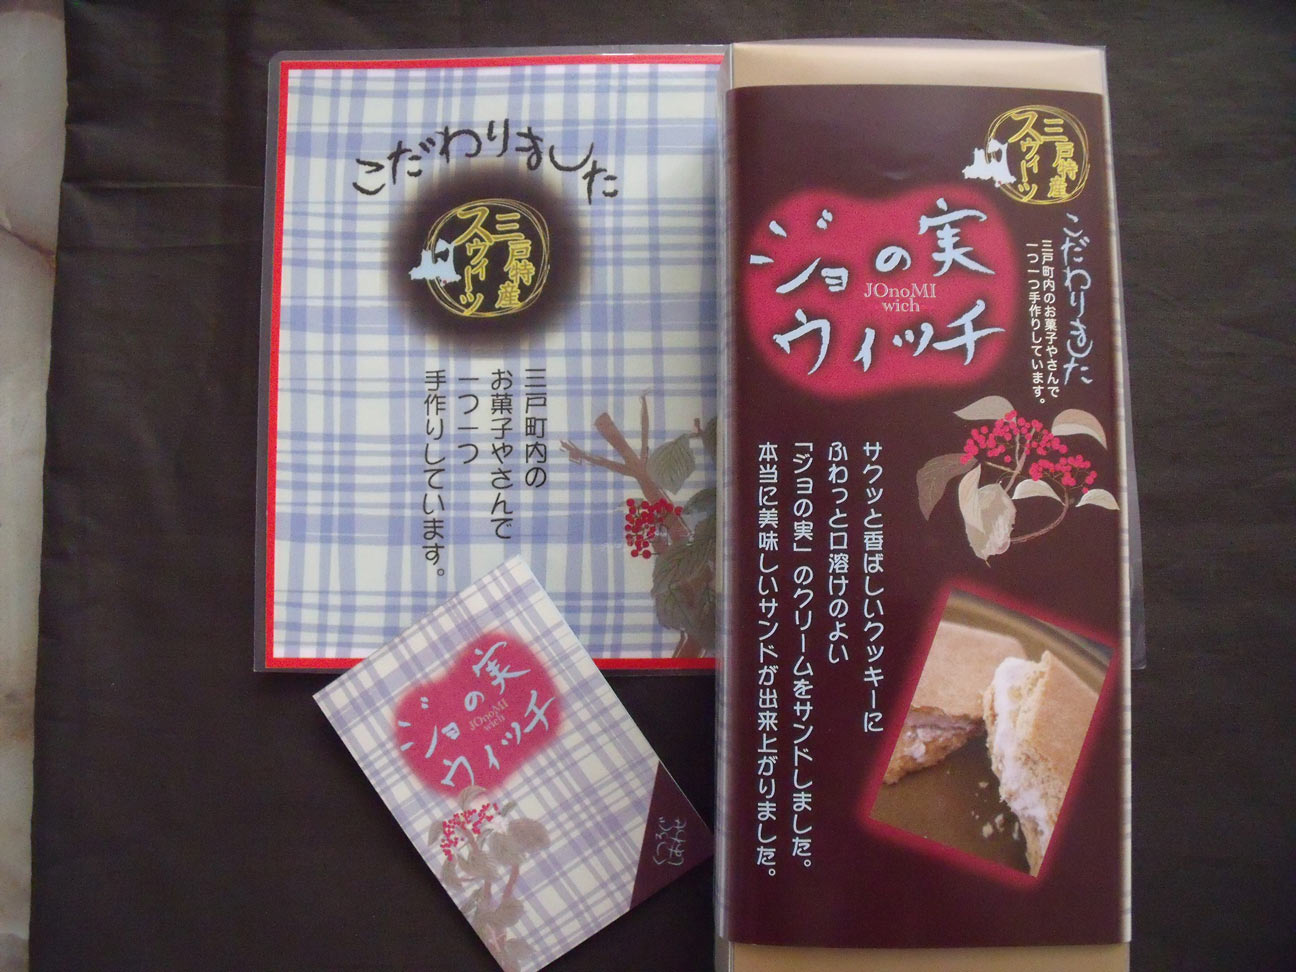 こだわりました
三戸特産
スウィーツ
三戸町内の
お菓子やさんで
一つ一つ
手作りしています。
三戸特産
スウィーツ
こだわりました
三戸町内のお菓子やさんで
一つ一つ手作りしています。
ジョの実
ウィッチ
JOnoMI
wich
サクッと香ばしいクッキーに
ふわっと口溶けのよい
「ジョの実」のクリームをサンドしました。
本当に美味しいサンドが出来上がりました。
ジョの実
ウィッチ
JOnoMI
wich